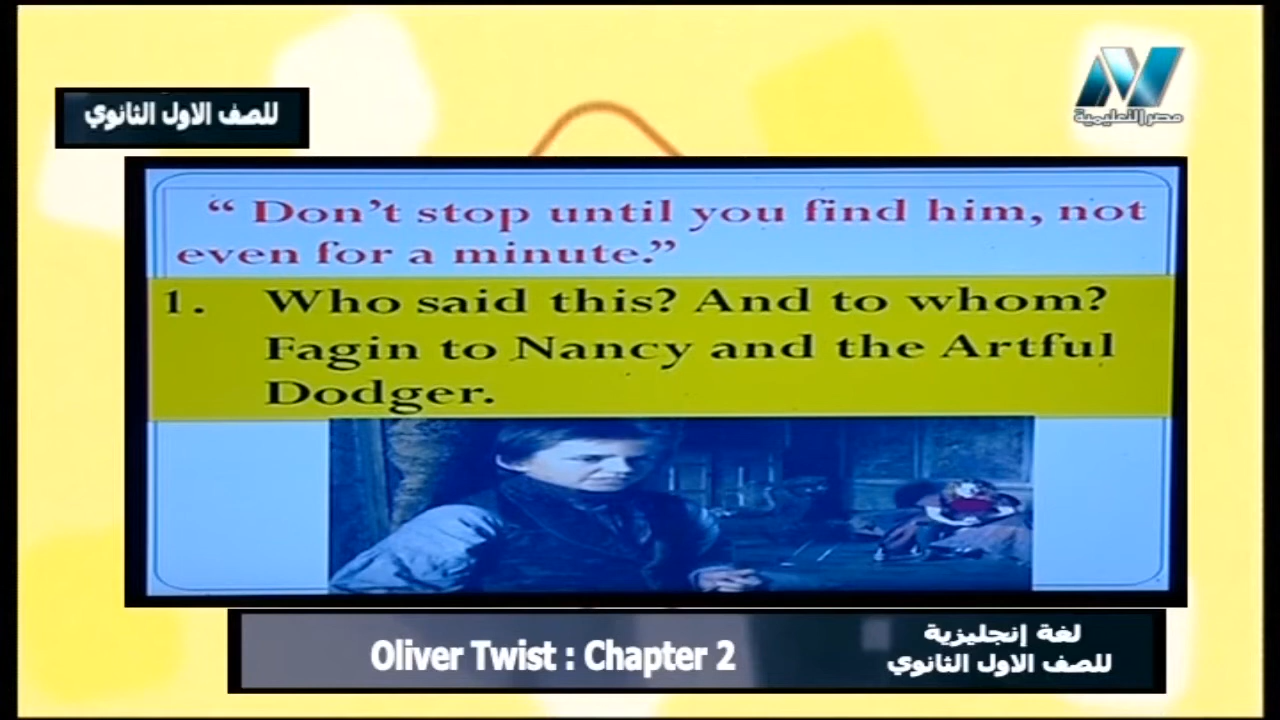 للصف الاول الثانوي
مصر التعليمية
“ Don’t stop until you find him, not
even for a minute.”
1. Who said this? And to whom?
Fagin to Nancy and the Artful
Dodger.
Oliver Twist : Chapter 2
لغة إنجليزية
للصف الاول الثانوي